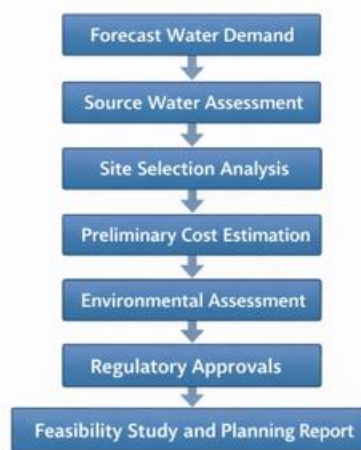 Forecast Water Demand
Source Water Assessment
Site Selection Analysis
Preliminary Cost Estimation
Environmental Assessment
Regulatory Approvals
Feasibility Study and Planning Report